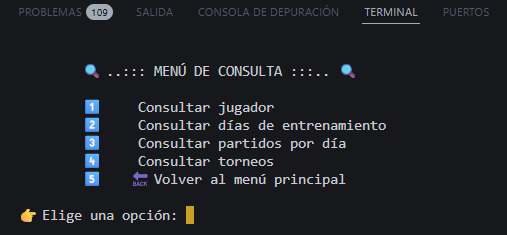 PROBLEMAS 109 SALIDA CONSOLA DE DEPURACIÓN TERMINAL PUERTOS
🔍 ..::: MENÚ DE CONSULTA :::.. 🔍
1️⃣ Consultar jugador
2️⃣ Consultar días de entrenamiento
3️⃣ Consultar partidos por día
4️⃣ Consultar torneos
5️⃣ 🔙 Volver al menú principal
👉 Elige una opción: